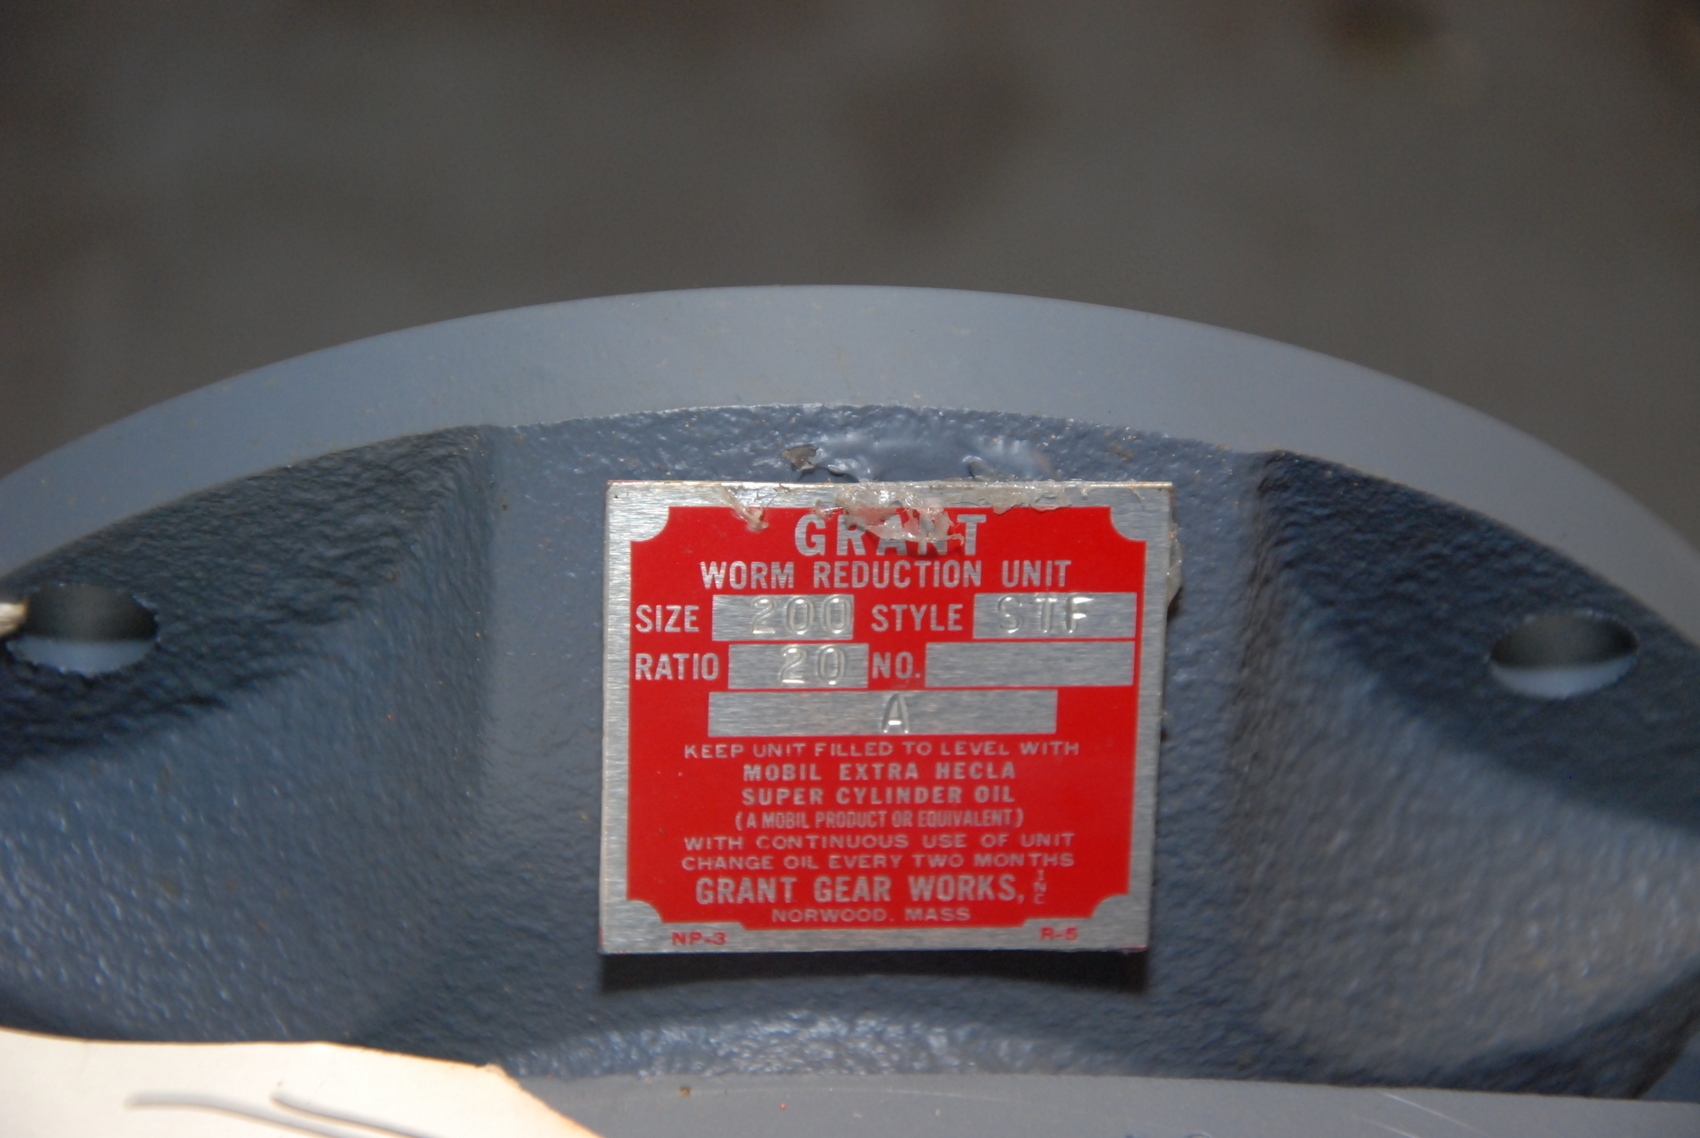 GRANT
WORM REDUCTION UNIT
SIZE 200 STYLE STF
RATIO 20 NO.
A
KEEP UNIT FILLED TO LEVEL WITH
MOBIL EXTRA HECLA
SUPER CYLINDER OIL
(A MOBIL PRODUCT OR EQUIVALENT)
WITH CONTINUOUS USE OF UNIT
CHANGE OIL EVERY TWO MONTHS
GRANT GEAR WORKS, INC
NORWOOD. MASS
NP-3 R-5